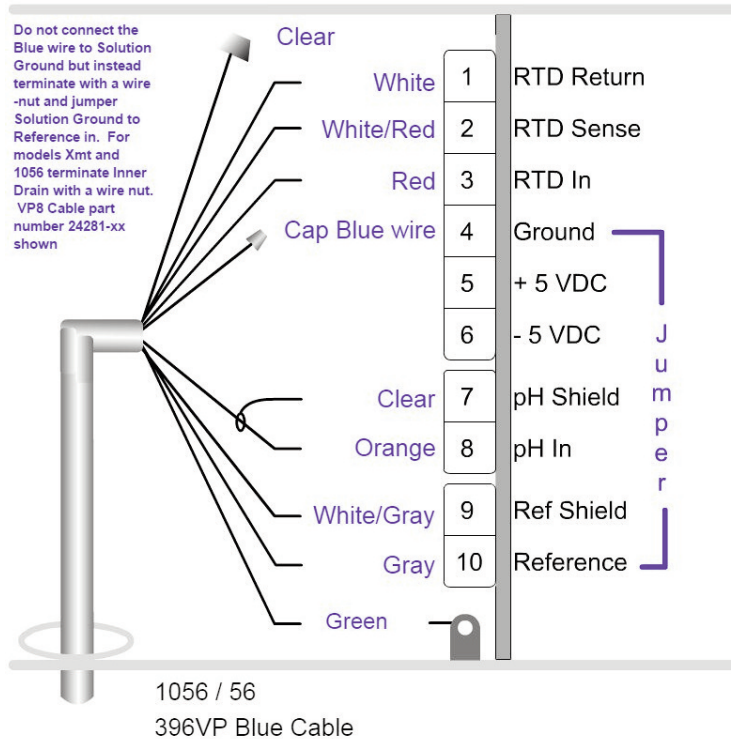 Do not connect the
Blue wire to Solution
Ground but instead
terminate with a wire
-nut and jumper
Solution Ground to
Reference in. For
models Xmt and
1056 terminate Inner
Drain with a wire nut.
VP8 Cable part
number 24281-xx
shown
Clear
White 1 RTD Return
White/Red 2 RTD Sense
Red 3 RTD In
Cap Blue wire 4 Ground
5 + 5 VDC
6 - 5 VDC
Clear 7 pH Shield
Orange 8 pH In
White/Gray 9 Ref Shield
Gray 10 Reference
Jumper
Green
1056 / 56
396VP Blue Cable